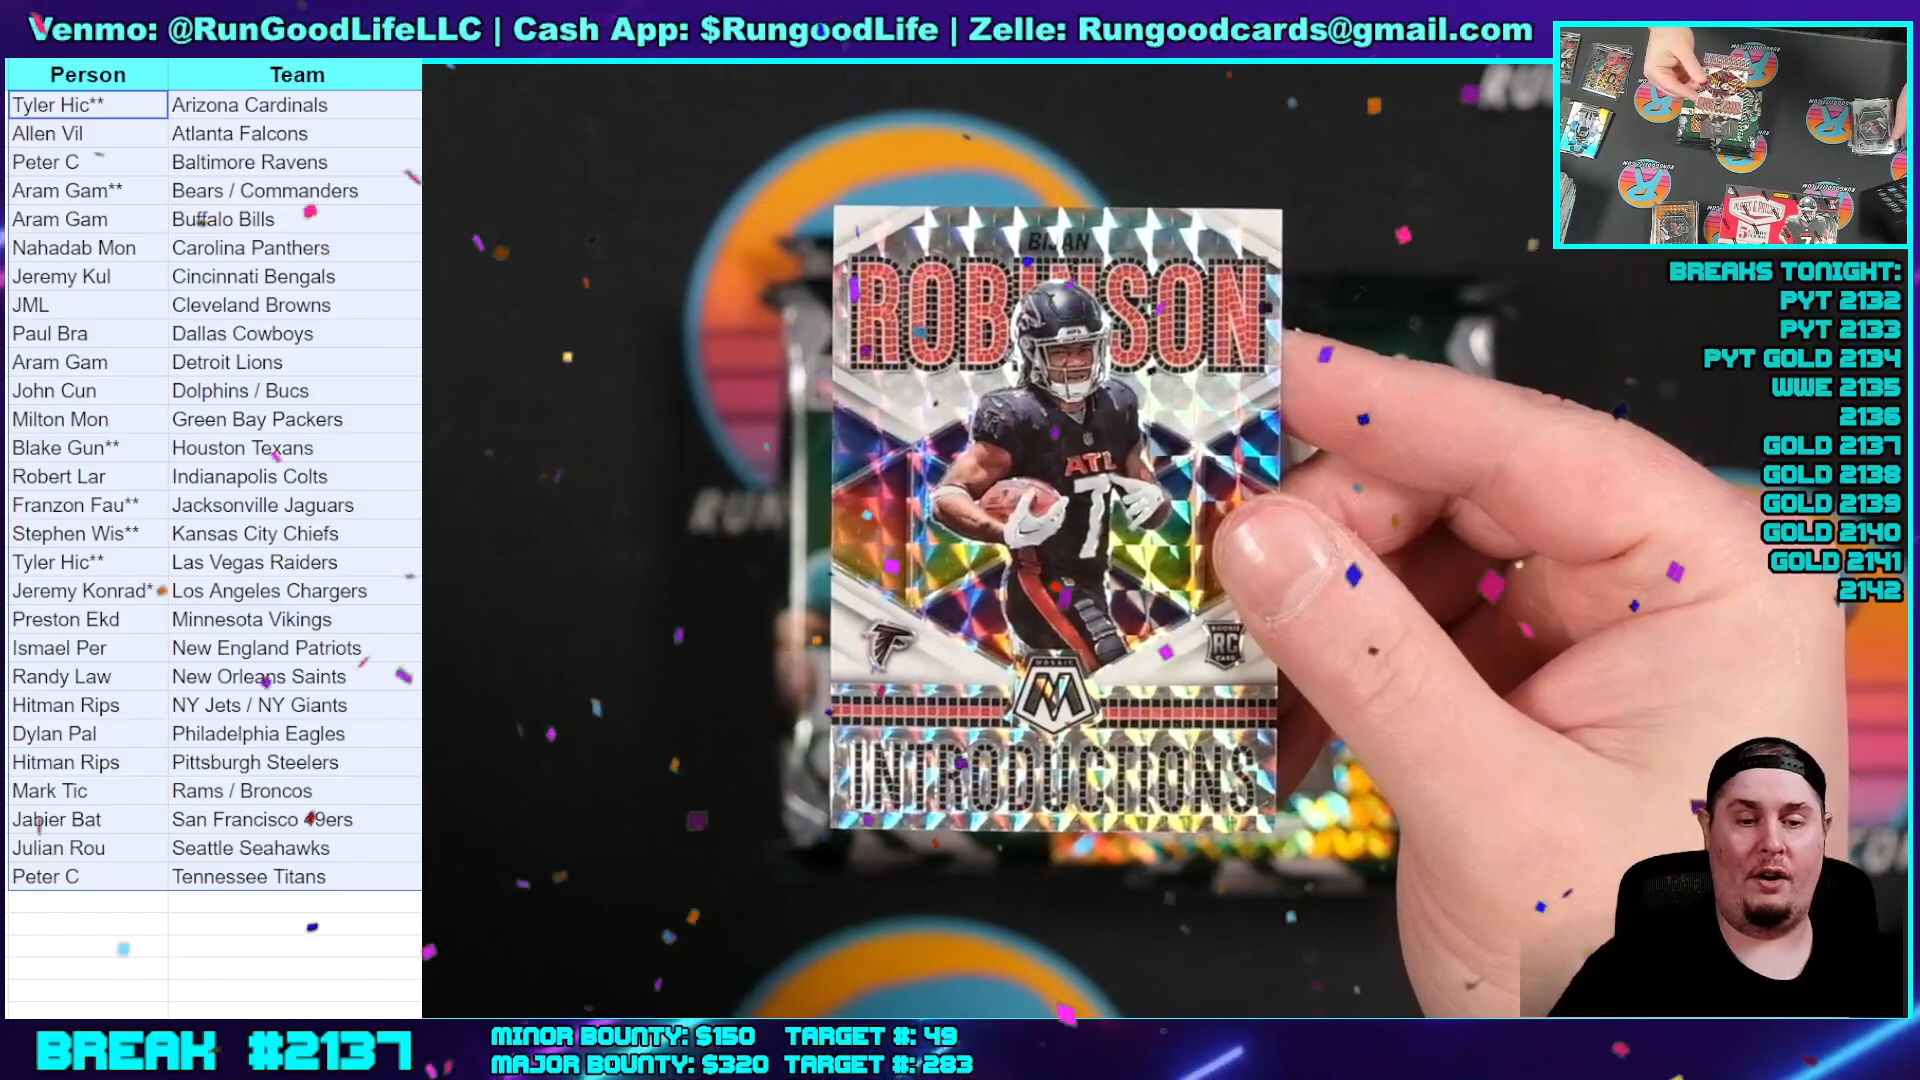 Venmo: @RunGoodLifeLLC | Cash App: $RungoodLife | Zelle: Rungoodcards@gmail.com
Person Team
Tyler Hic** Arizona Cardinals
Allen Vil Atlanta Falcons
Peter C Baltimore Ravens
Aram Gam** Bears / Commanders
Aram Gam Buffalo Bills
Nahadab Mon Carolina Panthers
Jeremy Kul Cincinnati Bengals
JML Cleveland Browns
Paul Bra Dallas Cowboys
Aram Gam Detroit Lions
John Cun Dolphins / Bucs
Milton Mon Green Bay Packers
Blake Gun** Houston Texans
Robert Lar Indianapolis Colts
Franzon Fau** Jacksonville Jaguars
Stephen Wis** Kansas City Chiefs
Tyler Hic** Las Vegas Raiders
Jeremy Konrad* Los Angeles Chargers
Preston Ekd Minnesota Vikings
Ismael Per New England Patriots
Randy Law New Orleans Saints
Hitman Rips NY Jets / NY Giants
Dylan Pal Philadelphia Eagles
Hitman Rips Pittsburgh Steelers
Mark Tic Rams / Broncos
Jabier Bat San Francisco 49ers
Julian Rou Seattle Seahawks
Peter C Tennessee Titans
BIJAN
ROBINSON
ATL
7
ROOKIE
RC
CARD
MOSAIC
M
INTRODUCTIONS
BREAKS TONIGHT:
PYT 2132
PYT 2133
PYT GOLD 2134
WWE 2135
2136
GOLD 2137
GOLD 2138
GOLD 2139
GOLD 2140
GOLD 2141
2142
BREAK #2137
MINOR BOUNTY: $150 TARGET #: 49
MAJOR BOUNTY: $320 TARGET #: 283